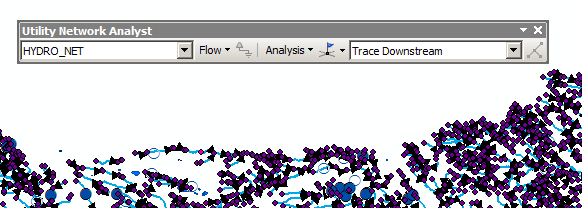 Utility Network Analyst
HYDRO_NET Flow Analysis Trace Downstream